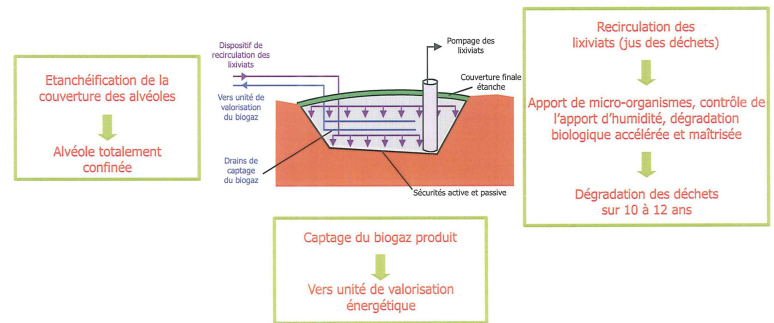 Etanchéification de la
couverture des alvéoles
Alvéole totalement
confinée
Dispositif de
recirculation des
lixiviats
Vers unité de
valorisation du
biogaz
Drains de
captage
du biogaz
Pompage des
lixiviats
Couverture finale
étanche
Sécurités active et passive
Captage du biogaz produit
Vers unité de valorisation
énergétique
Recirculation des
lixiviats (jus des déchets)
Apport de micro-organismes, contrôle de
l'apport d'humidité, dégradation
biologique accélérée et maîtrisée
Dégradation des déchets
sur 10 à 12 ans